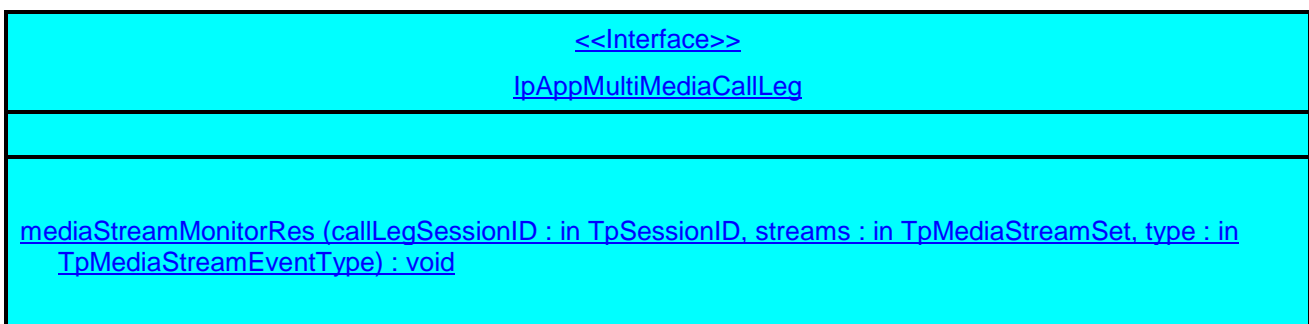 <<Interface>>
IpAppMultiMediaCallLeg
mediaStreamMonitorRes (callLegSessionID : in TpSessionID, streams : in TpMediaStreamSet, type : in
TpMediaStreamEventType) : void